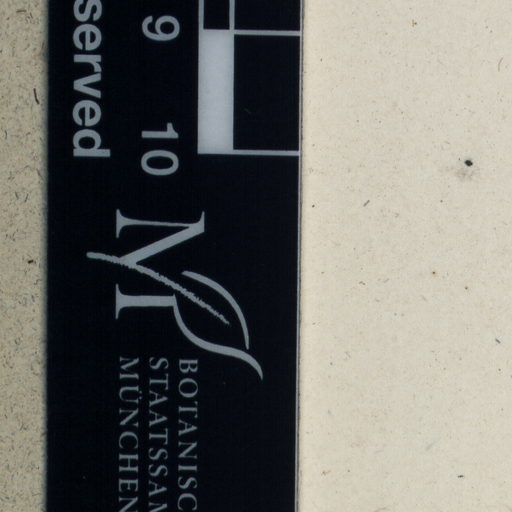 served
9 10
M
BOTANISC
STAATSSAM
MÜNCHEN